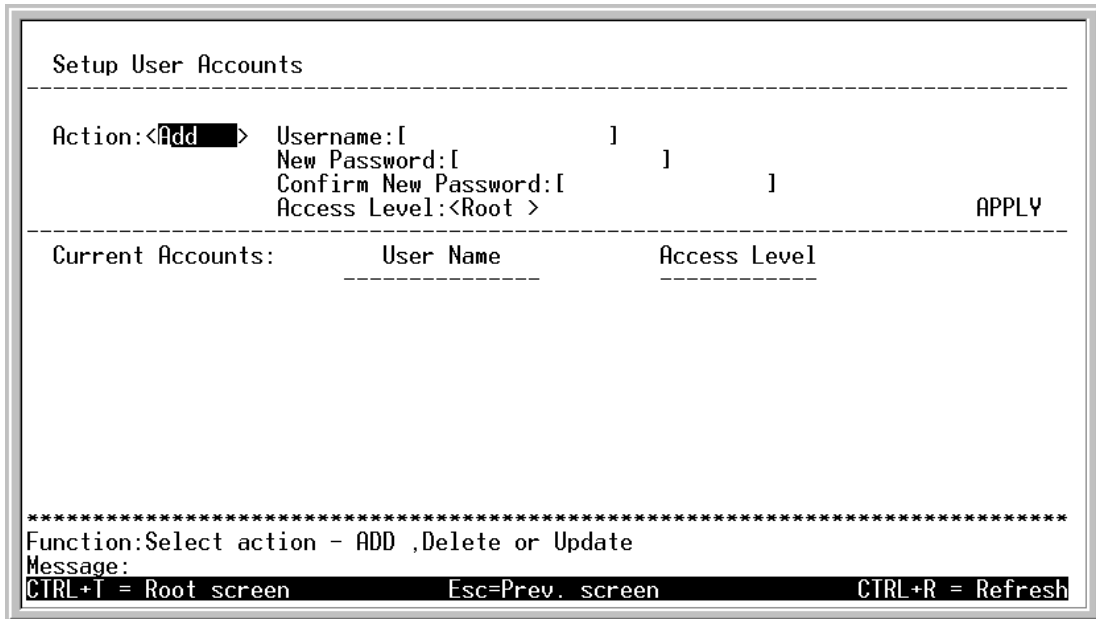 Setup User Accounts
--------------------------------------------------------------------------------
Action:<Add   > Username:[               ]
New Password:[               ]
Confirm New Password:[               ]
Access Level:<Root > APPLY
--------------------------------------------------------------------------------
Current Accounts: User Name Access Level
--------------- ------------
********************************************************************************
Function:Select action - ADD ,Delete or Update
Message:
CTRL+T = Root screen Esc=Prev. screen CTRL+R = Refresh